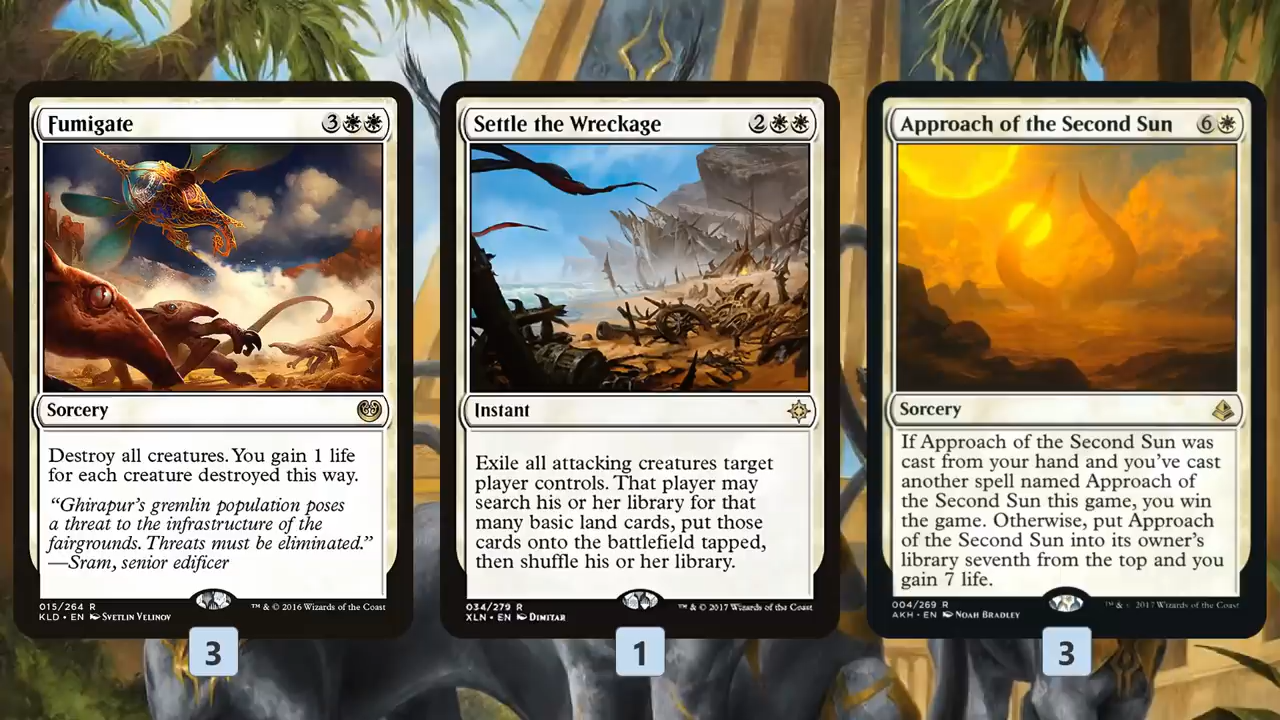 Fumigate 3
Sorcery
Destroy all creatures. You gain 1 life
for each creature destroyed this way.
“Ghirapur’s gremlin population poses
a threat to the infrastructure of the
fairgrounds. Threats must be eliminated.”
—Sram, senior edificer
015/264 R
KLD • EN Svetlin Velinov
™ & © 2016 Wizards of the Coast
3
Settle the Wreckage 2
Instant
Exile all attacking creatures target
player controls. That player may
search his or her library for that
many basic land cards, put those
cards onto the battlefield tapped,
then shuffle his or her library.
034/279 R
XLN • EN Dimitar
™ & © 2017 Wizards of the Coast
1
Approach of the Second Sun 6
Sorcery
If Approach of the Second Sun was
cast from your hand and you’ve cast
another spell named Approach of
the Second Sun this game, you win
the game. Otherwise, put Approach
of the Second Sun into its owner’s
library seventh from the top and you
gain 7 life.
004/269 R
AKH • EN Noah Bradley
™ & © 2017 Wizards of the Coast
3